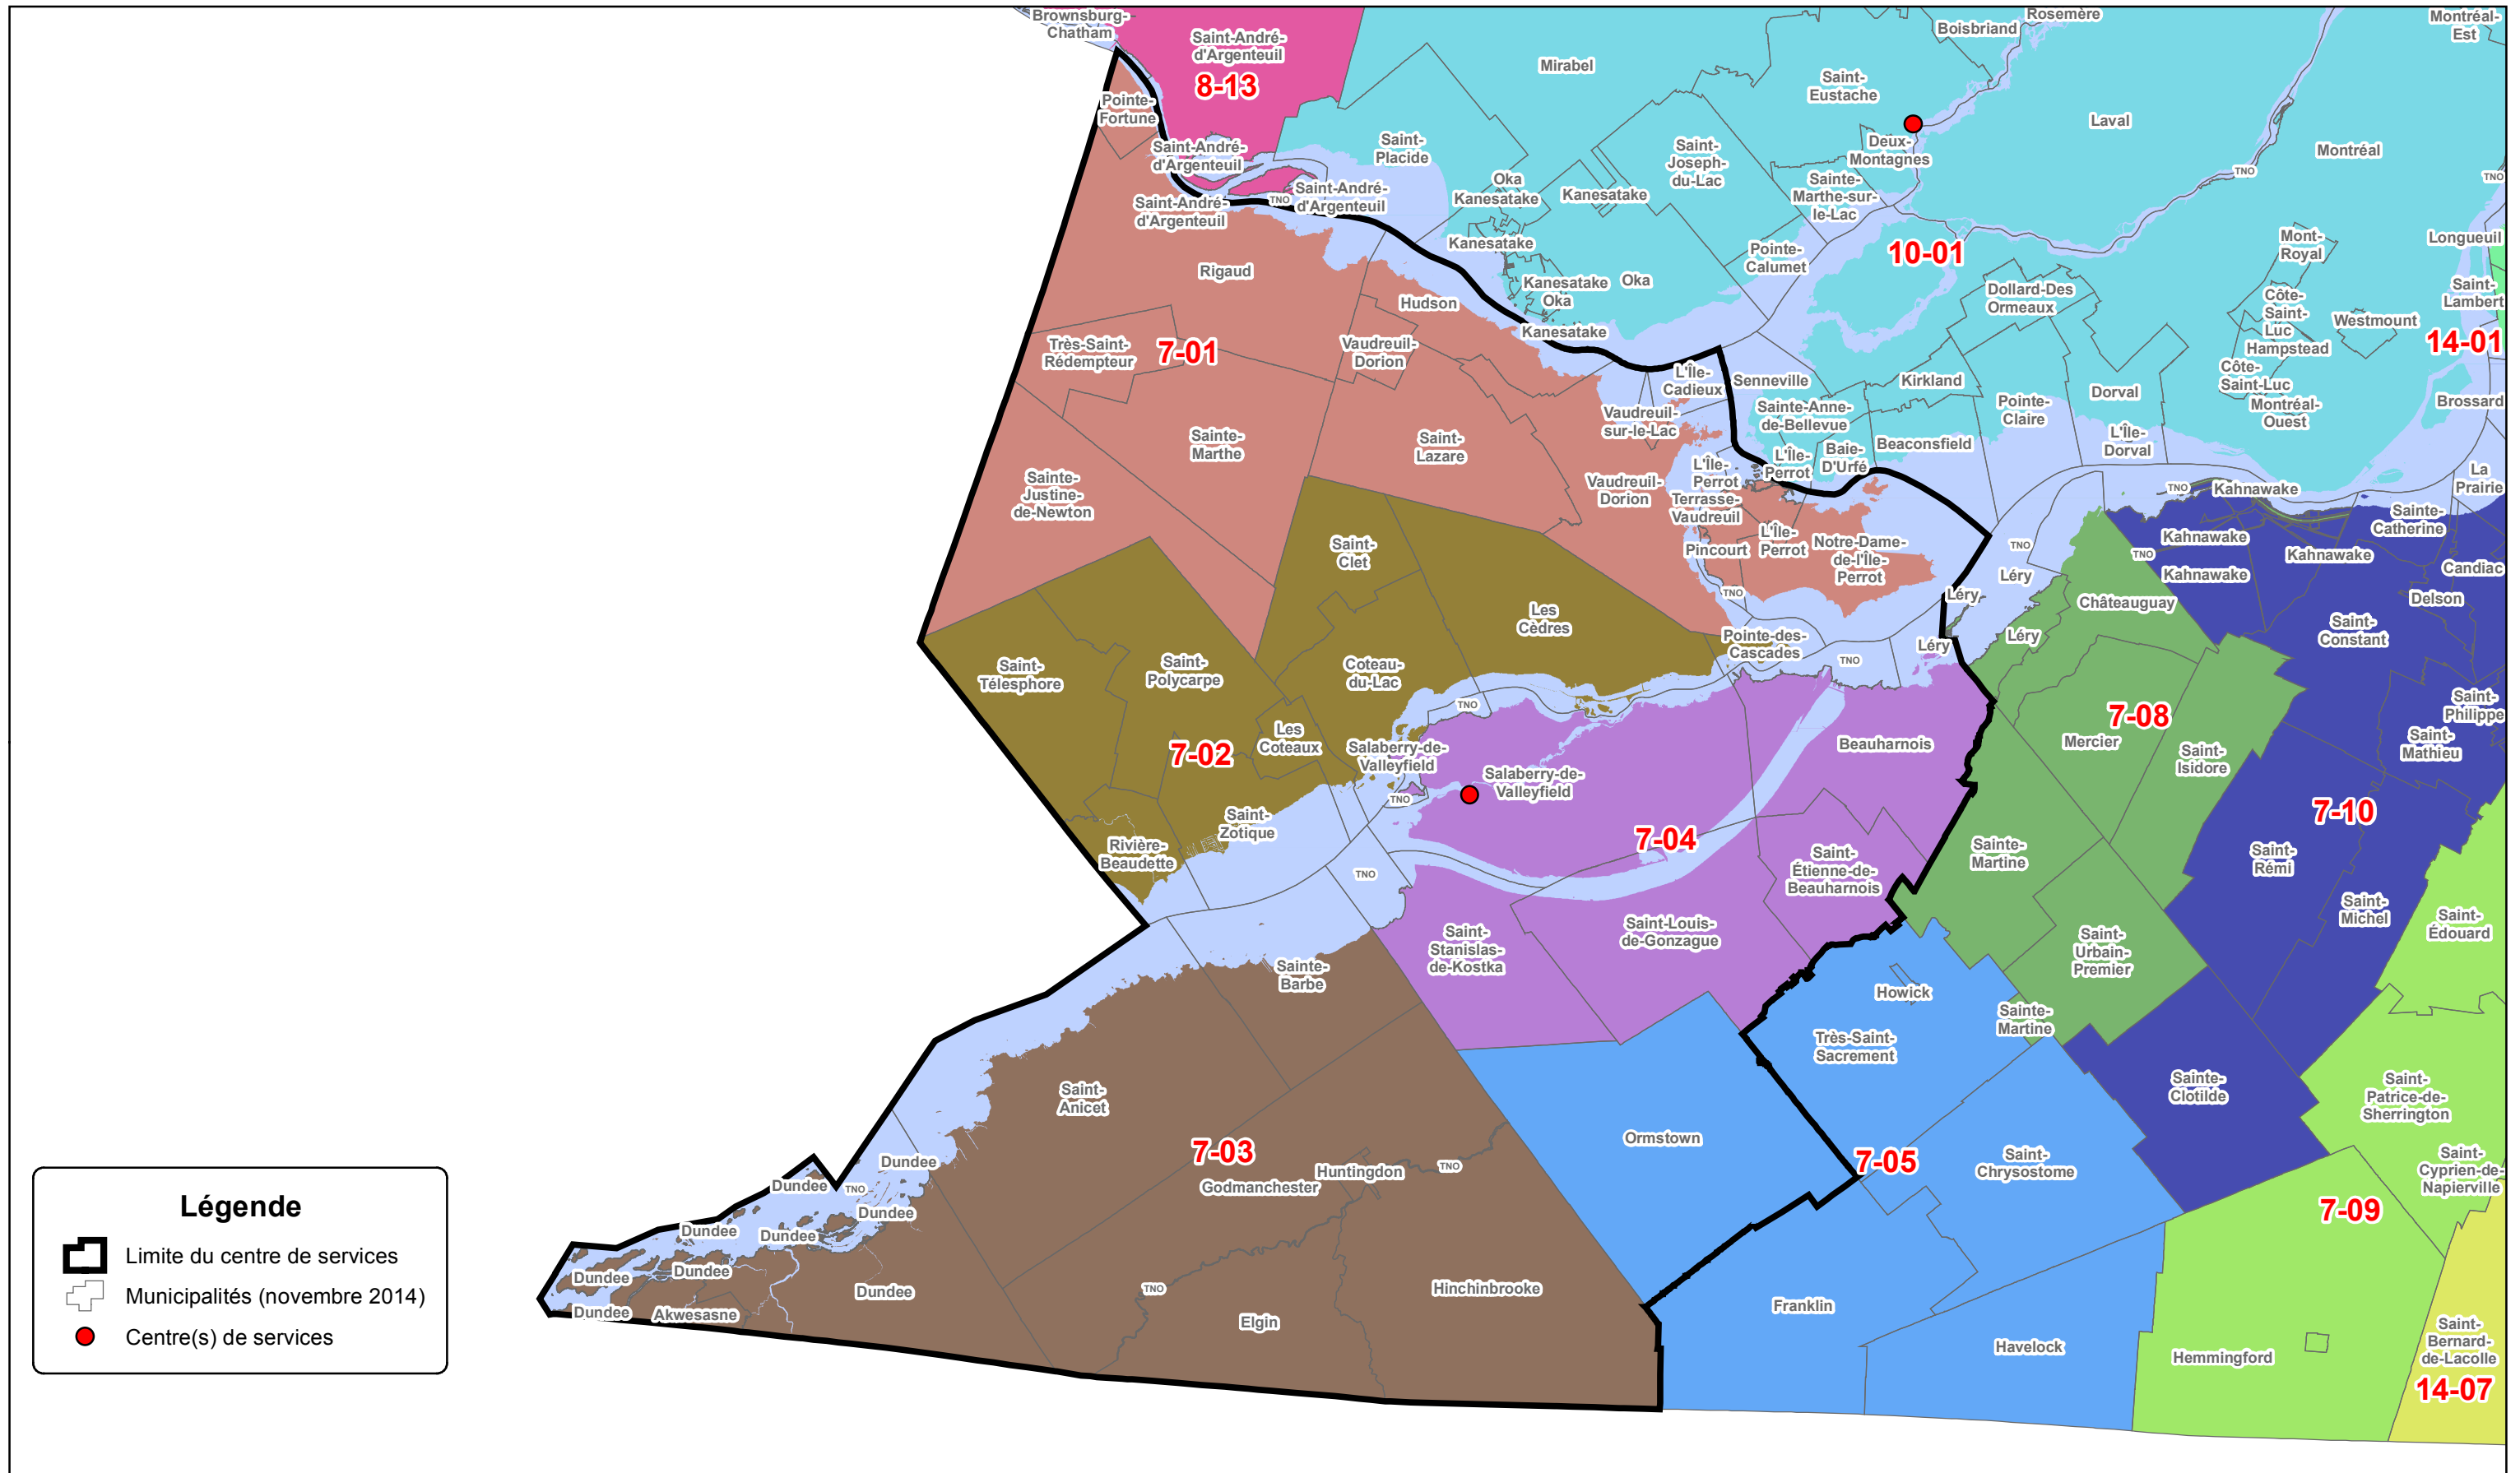 Brownsburg-
Chatham
Saint-André-
d'Argenteuil
8-13
Pointe-
Fortune
Saint-André-
d'Argenteuil
Saint-André-
d'Argenteuil
TNO
Saint-André-
d'Argenteuil
Mirabel
Boisbriand
Rosemère
Montréal-
Est
Saint-
Eustache
Laval
Montréal
Saint-
Placide
Saint-
Joseph-
du-Lac
Deux-
Montagnes
Oka
Kanesatake
Kanesatake
Sainte-
Marthe-sur-
le-Lac
TNO
TNO
Kanesatake
Pointe-
Calumet
10-01
Mont-
Royal
Longueuil
Rigaud
Kanesatake
Oka
Oka
Hudson
Kanesatake
Dollard-Des
Ormeaux
Côte-
Saint-
Luc
Saint-
Lambert
Westmount
Hampstead
14-01
Très-Saint-
Rédempteur
7-01
Vaudreuil-
Dorion
L'Île-
Cadieux
Senneville
Kirkland
Dorval
Côte-
Saint-Luc
Montréal-
Ouest
Brossard
Vaudreuil-
sur-le-Lac
Sainte-Anne-
de-Bellevue
Pointe-
Claire
Sainte-
Marthe
Saint-
Lazare
Beaconsfield
L'Île-
Dorval
Baie-
D'Urfé
L'Île-
Perrot
L'Île-
Perrot
La
Prairie
Sainte-
Justine-
de-Newton
Vaudreuil-
Dorion
Terrasse-
Vaudreuil
TNO
Kahnawake
Sainte-
Catherine
Pincourt
L'Île-
Perrot
Notre-Dame-
de-l'Île-
Perrot
TNO
TNO
Kahnawake
Kahnawake
Kahnawake
Candiac
Saint-
Clet
Léry
Léry
Châteauguay
Delson
TNO
Les
Cèdres
Pointe-des-
Cascades
TNO
Léry
Léry
Saint-
Constant
Saint-
Télesphore
Saint-
Polycarpe
Coteau-
du-Lac
TNO
7-08
Mercier
Saint-
Philippe
Saint-
Mathieu
Saint-
Isidore
7-02
Les
Coteaux
Salaberry-de-
Valleyfield
Beauharnois
Salaberry-de-
Valleyfield
TNO
7-10
Saint-
Zotique
7-04
Rivière-
Beaudette
TNO
Saint-
Étienne-de-
Beauharnois
Sainte-
Martine
Saint-
Rémi
Saint-
Michel
Saint-
Édouard
Saint-
Stanislas-
de-Kostka
Saint-Louis-
de-Gonzague
Saint-
Urbain-
Premier
Sainte-
Barbe
Howick
Sainte-
Martine
Très-Saint-
Sacrement
Saint-
Anicet
Sainte-
Clotilde
Saint-
Patrice-de-
Sherrington
7-03
Ormstown
7-05
Saint-
Chrysostome
Saint-
Cyprien-de-
Napierville
Huntingdon
TNO
Godmanchester
7-09
Dundee
Dundee
TNO
Dundee
Dundee
Dundee
Dundee
Dundee
Dundee
Dundee
Akwesasne
TNO
Elgin
Hinchinbrooke
Franklin
Havelock
Hemmingford
Saint-
Bernard-
de-Lacolle
14-07
Légende
Limite du centre de services
Municipalités (novembre 2014)
Centre(s) de services